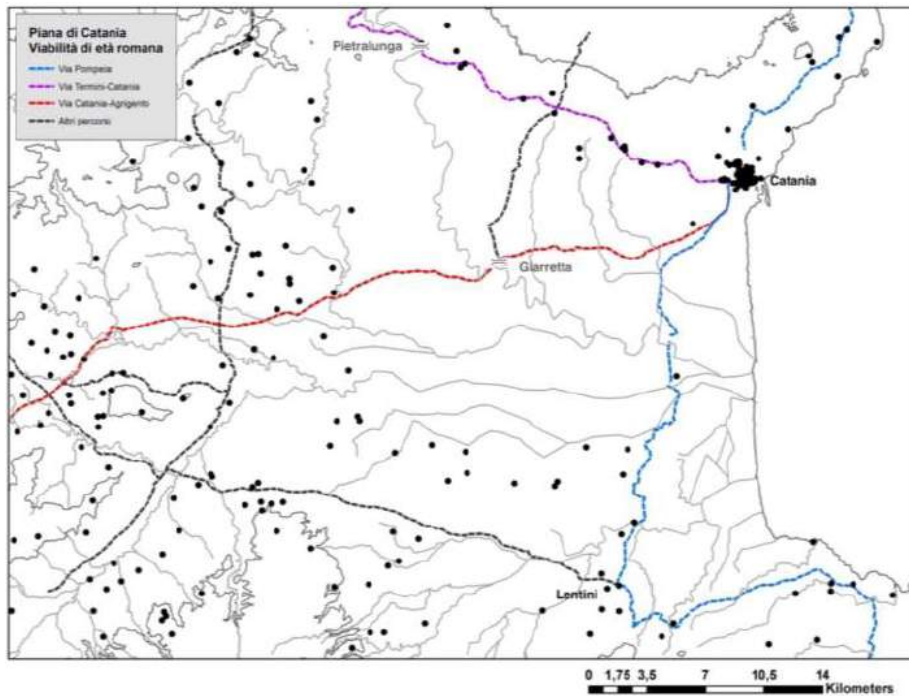 Piana di Catania
Viabilità di età romana
Via Pompeia
Via Termini-Catania
Via Catania-Agrigento
Altri percorsi
Pietralunga
Catania
Giarretta
Lentini
0 1,75 3,5 7 10,5 14
Kilometers